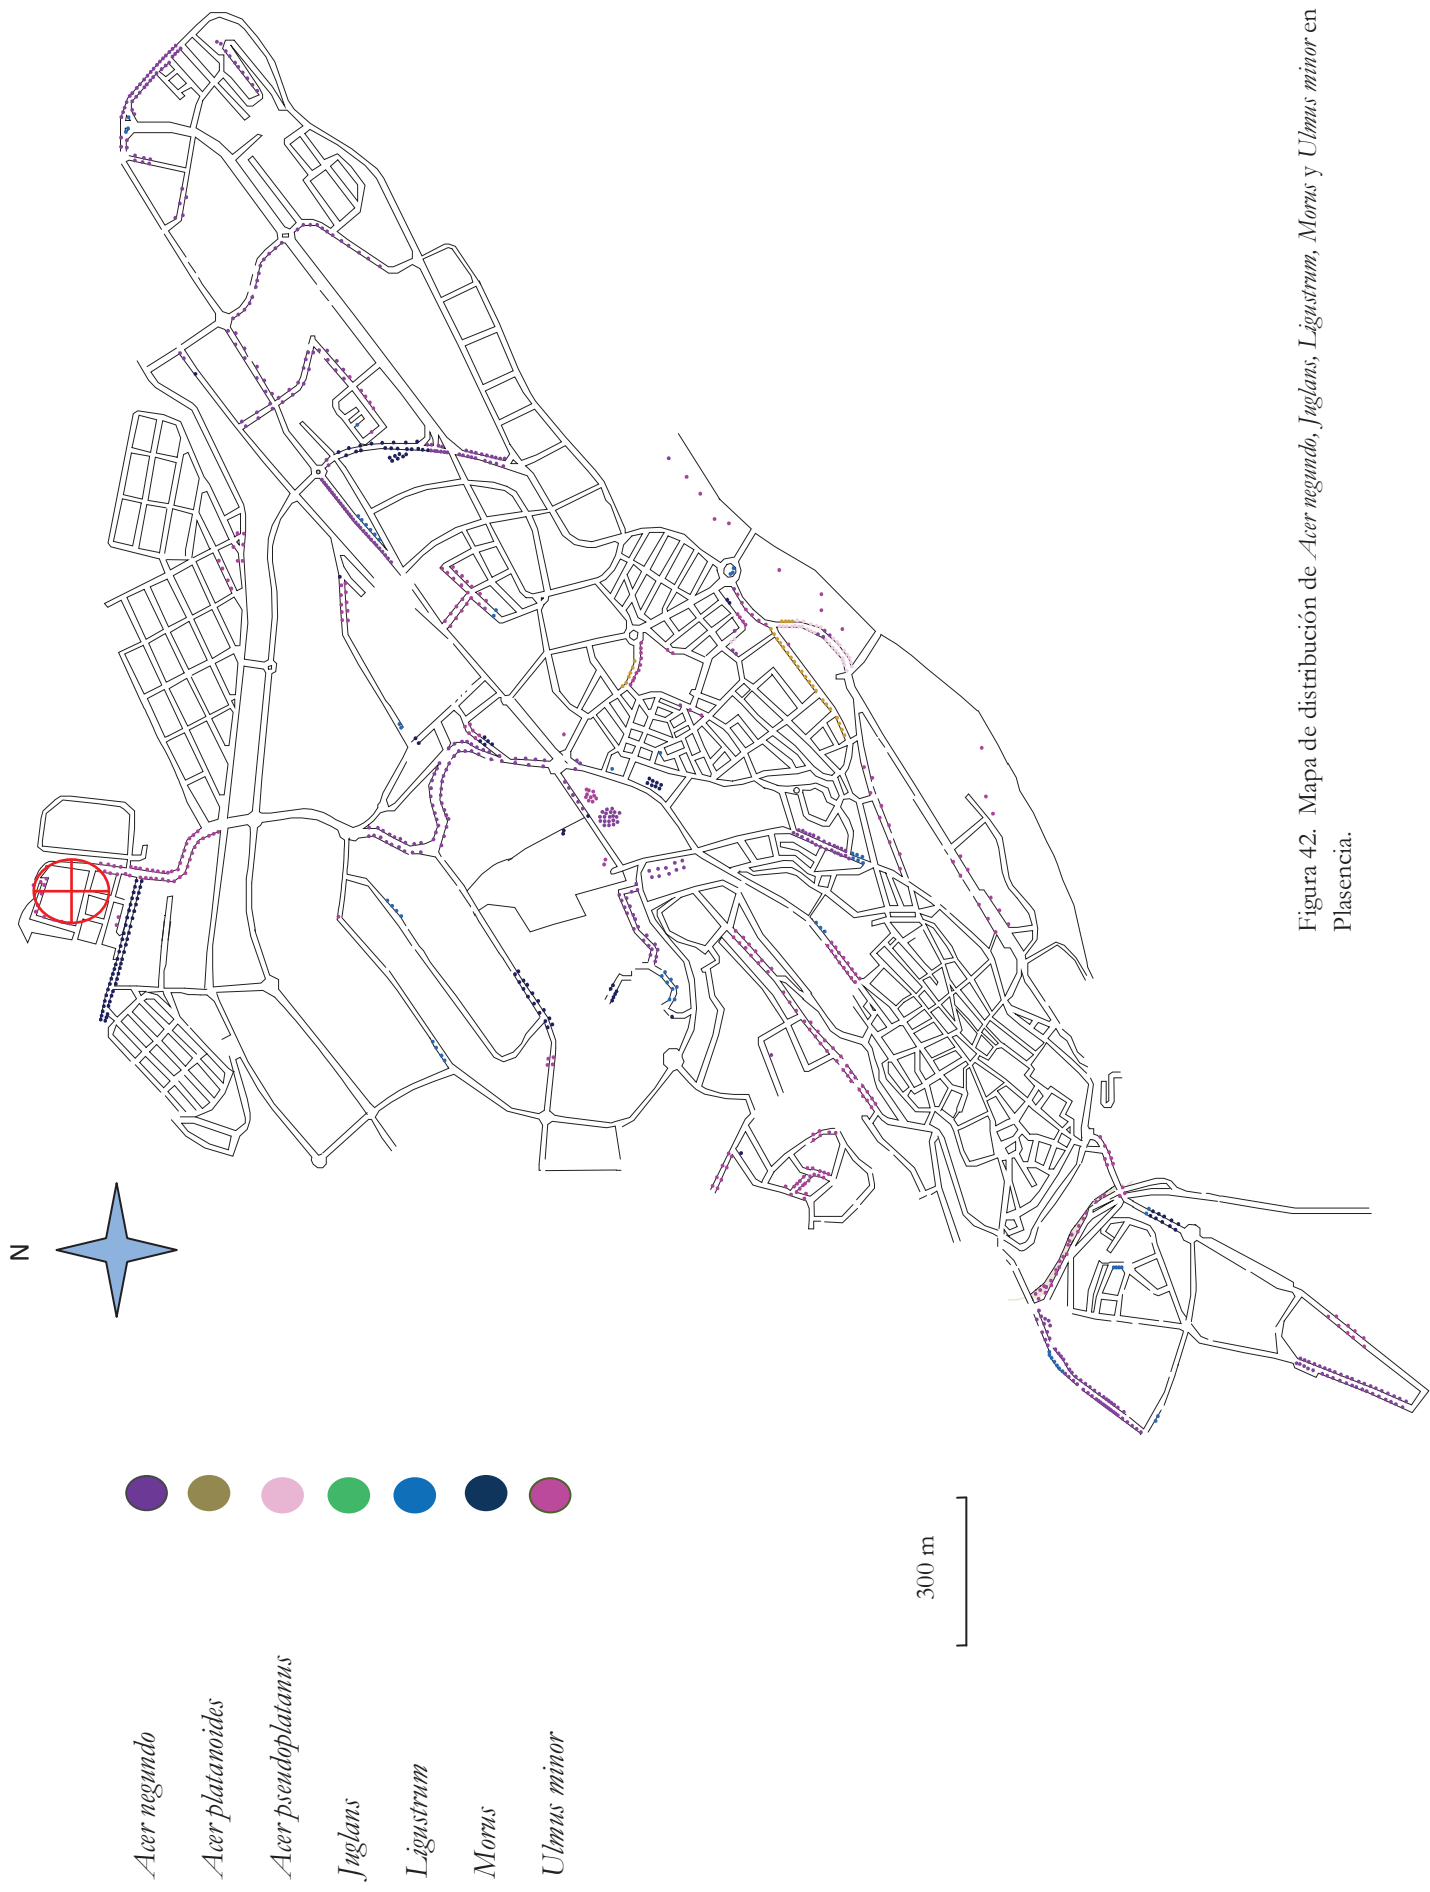 N
Acer negundo
Acer platanoides
Acer pseudoplatanus
Juglans
Ligustrum
Morus
Ulmus minor
300 m
Figura 42. Mapa de distribución de Acer negundo, Juglans, Ligustrum, Morus y Ulmus minor en
Plasencia.